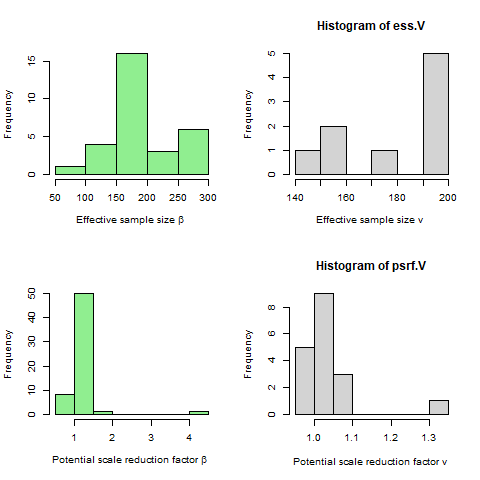 Frequency
15
10
5
0
50 100 150 200 250 300
Effective sample size β
Histogram of ess.V
Frequency
5
4
3
2
1
0
140 160 180 200
Effective sample size v
Frequency
50
40
30
20
10
0
1 2 3 4
Potential scale reduction factor β
Histogram of psrf.V
Frequency
8
6
4
2
0
1.0 1.1 1.2 1.3
Potential scale reduction factor v